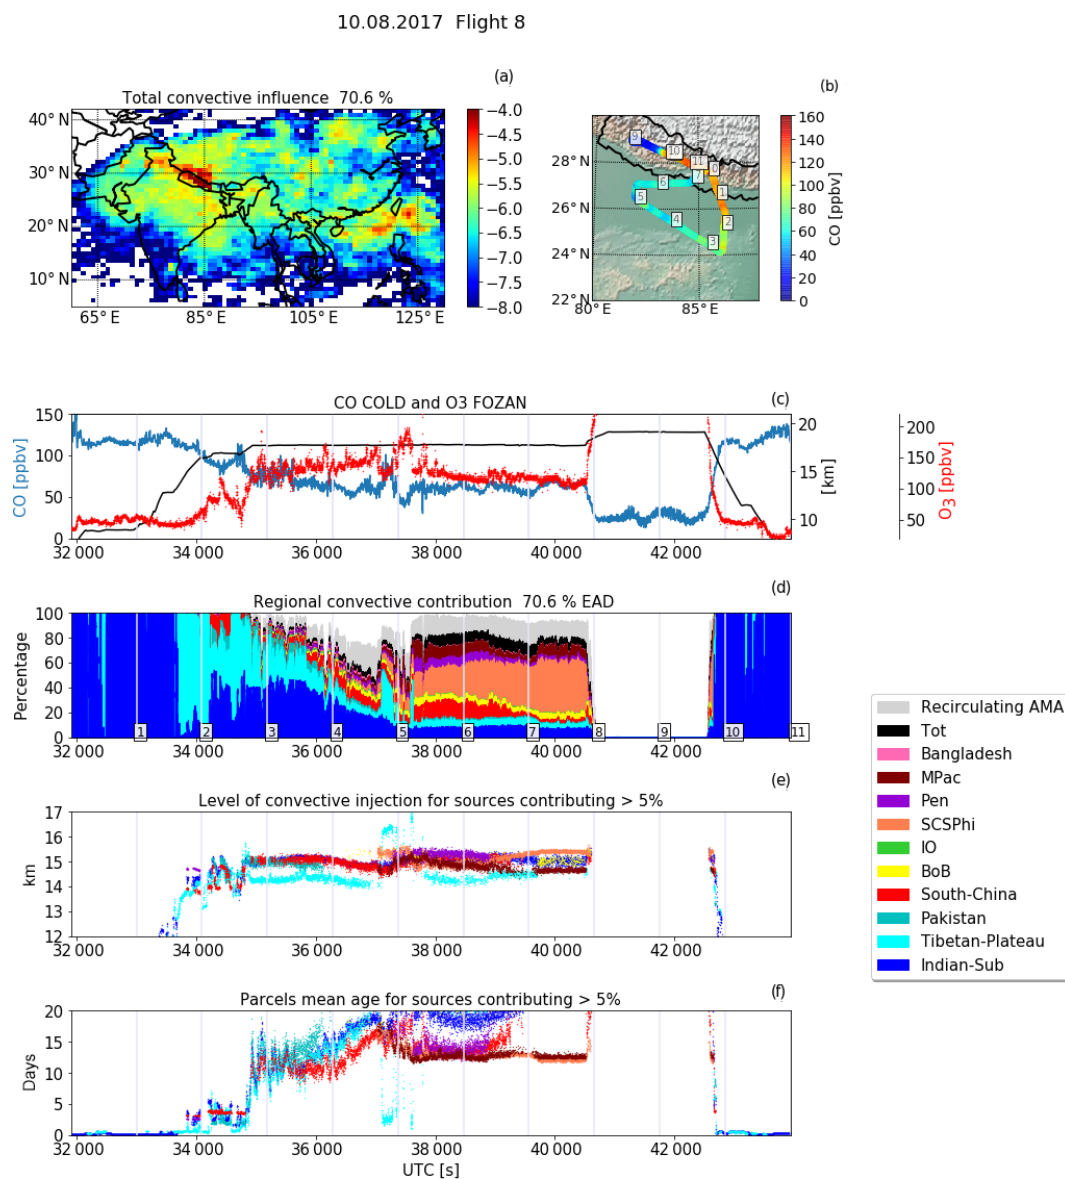 10.08.2017  Flight 8
(a)
Total convective influence  70.6 %
40° N
30° N
20° N
10° N
65° E
85° E
105° E
125° E
−4.0
−4.5
−5.0
−5.5
−6.0
−6.5
−7.0
−7.5
−8.0
(b)
28° N
26° N
24° N
22° N
80° E
85° E
9
10
11
0
7
6
1
5
4
2
3
160
140
120
100
80
60
40
20
0
CO [ppbv]
CO COLD and O3 FOZAN
(c)
CO [ppbv]
150
100
50
0
32 000
34 000
36 000
38 000
40 000
42 000
20
15
10
[km]
200
150
100
50
O3 [ppbv]
(d)
Regional convective contribution  70.6 % EAD
Percentage
100
80
60
40
20
0
1
2
3
4
5
6
7
8
9
10
11
32 000
34 000
36 000
38 000
40 000
42 000
Recirculating AMA
Tot
Bangladesh
MPac
Pen
SCSPhi
IO
BoB
South-China
Pakistan
Tibetan-Plateau
Indian-Sub
(e)
Level of convective injection for sources contributing > 5%
km
17
16
15
14
13
12
32 000
34 000
36 000
38 000
40 000
42 000
(f)
Parcels mean age for sources contributing > 5%
Days
20
15
10
5
0
32 000
34 000
36 000
38 000
40 000
42 000
UTC [s]